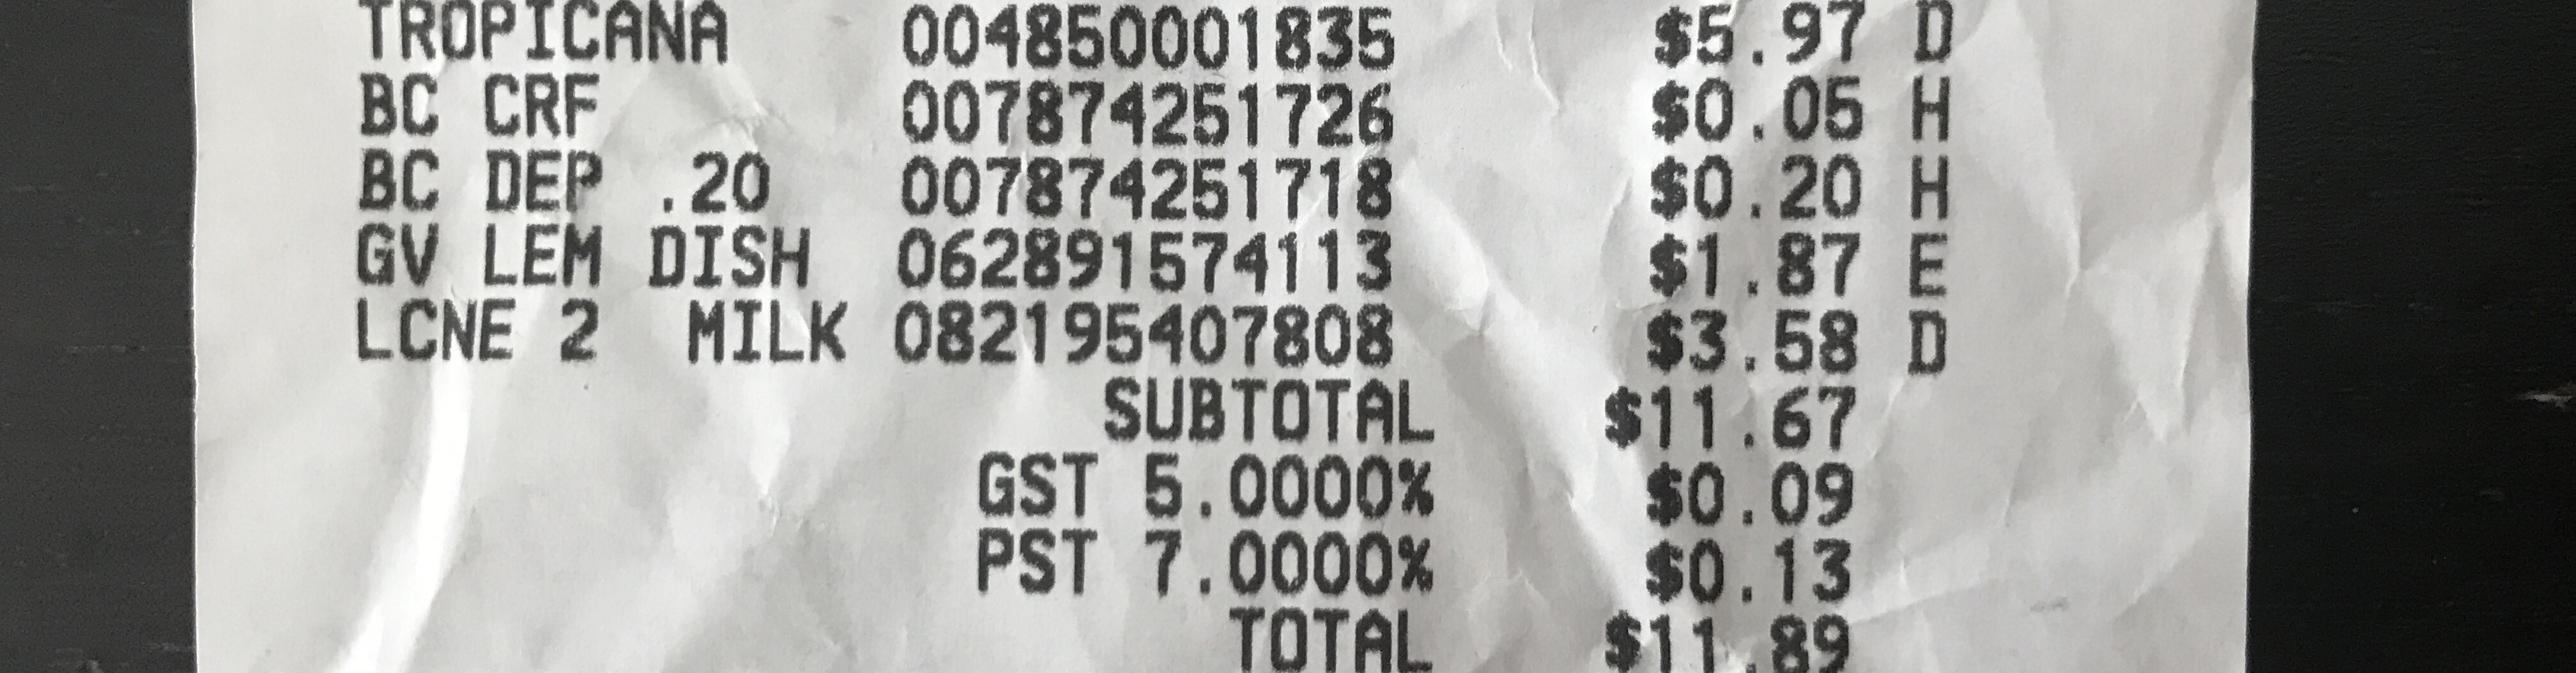 TROPICANA 004850001835 $5.97 D
BC CRF 007874251726 $0.05 H
BC DEP .20 007874251718 $0.20 H
GV LEM DISH 062891574113 $1.87 E
LCNE 2 MILK 082195407808 $3.58 D
SUBTOTAL $11.67
GST 5.0000% $0.09
PST 7.0000% $0.13
TOTAL $11.89